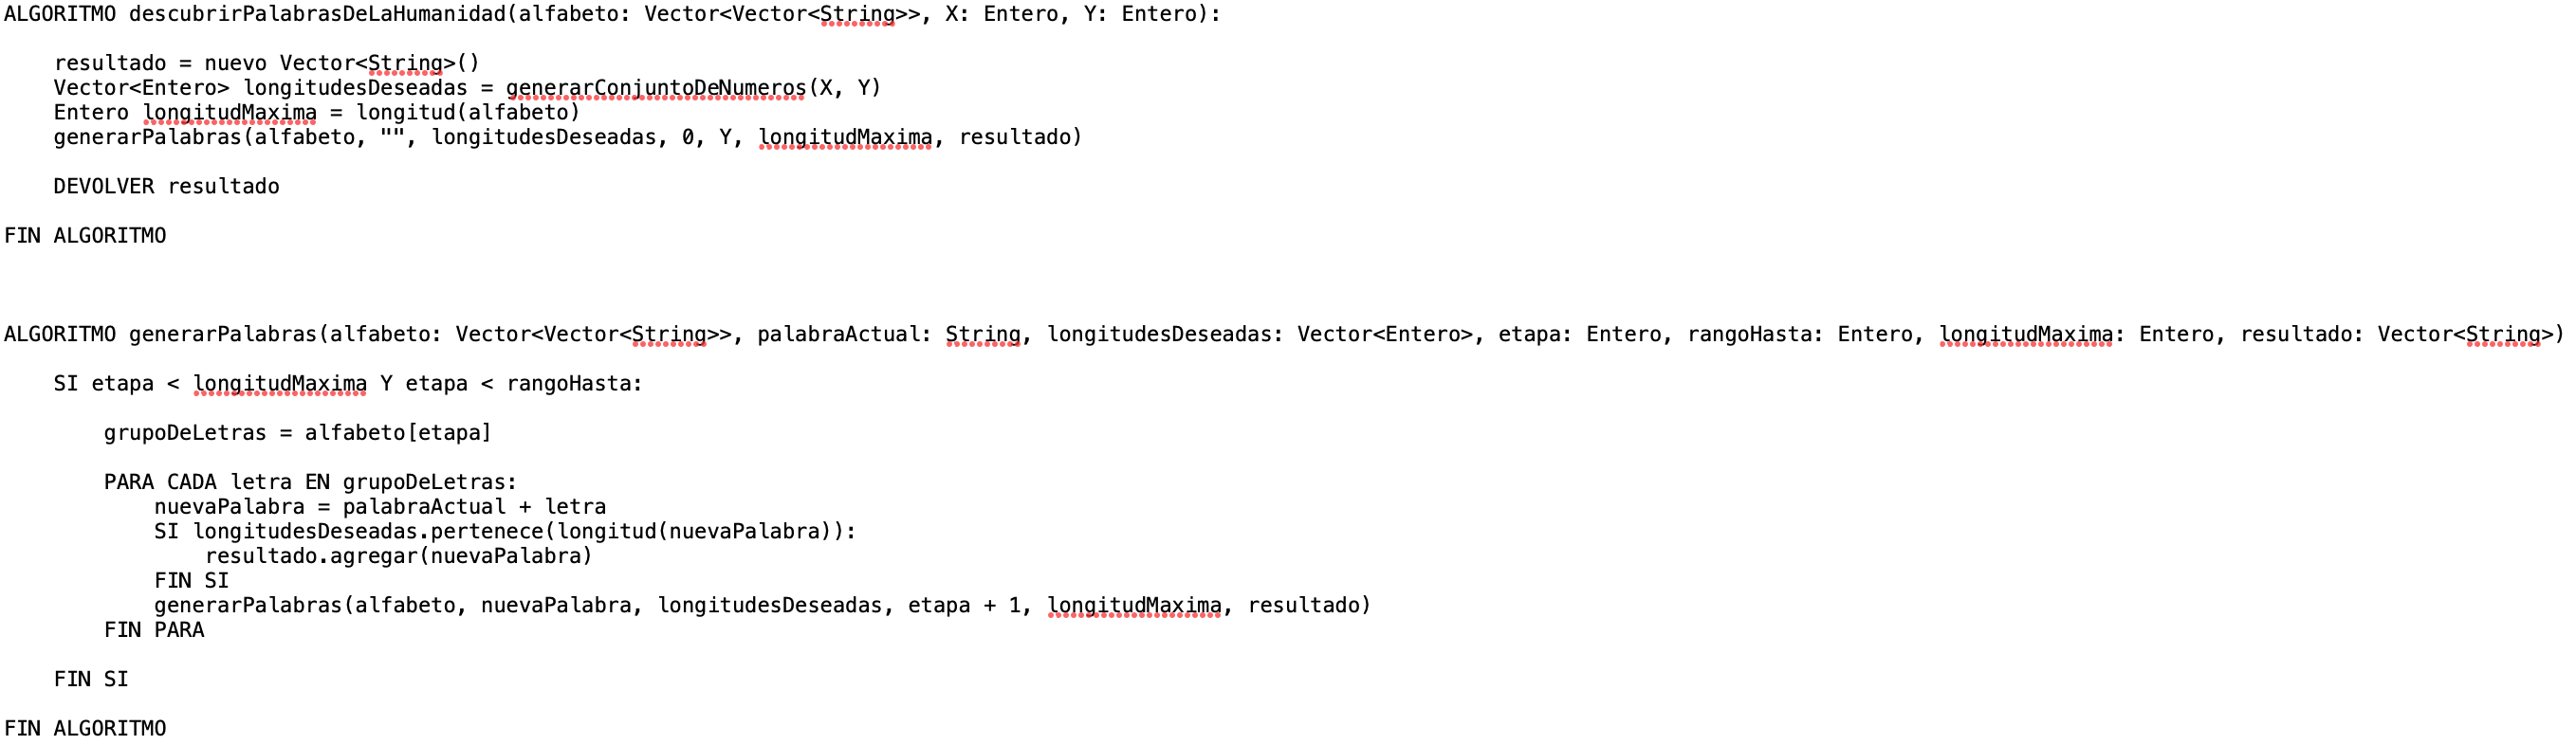 ALGORITMO descubrirPalabrasDeLaHumanidad(alfabeto: Vector<Vector<String>>, X: Entero, Y: Entero):
resultado = nuevo Vector<String>()
Vector<Entero> longitudesDeseadas = generarConjuntoDeNumeros(X, Y)
Entero longitudMaxima = longitud(alfabeto)
generarPalabras(alfabeto, "", longitudesDeseadas, 0, Y, longitudMaxima, resultado)
DEVOLVER resultado
FIN ALGORITMO
ALGORITMO generarPalabras(alfabeto: Vector<Vector<String>>, palabraActual: String, longitudesDeseadas: Vector<Entero>, etapa: Entero, rangoHasta: Entero, longitudMaxima: Entero, resultado: Vector<String>)
SI etapa < longitudMaxima Y etapa < rangoHasta:
grupoDeLetras = alfabeto[etapa]
PARA CADA letra EN grupoDeLetras:
nuevaPalabra = palabraActual + letra
SI longitudesDeseadas.pertenece(longitud(nuevaPalabra)):
resultado.agregar(nuevaPalabra)
FIN SI
generarPalabras(alfabeto, nuevaPalabra, longitudesDeseadas, etapa + 1, longitudMaxima, resultado)
FIN PARA
FIN SI
FIN ALGORITMO